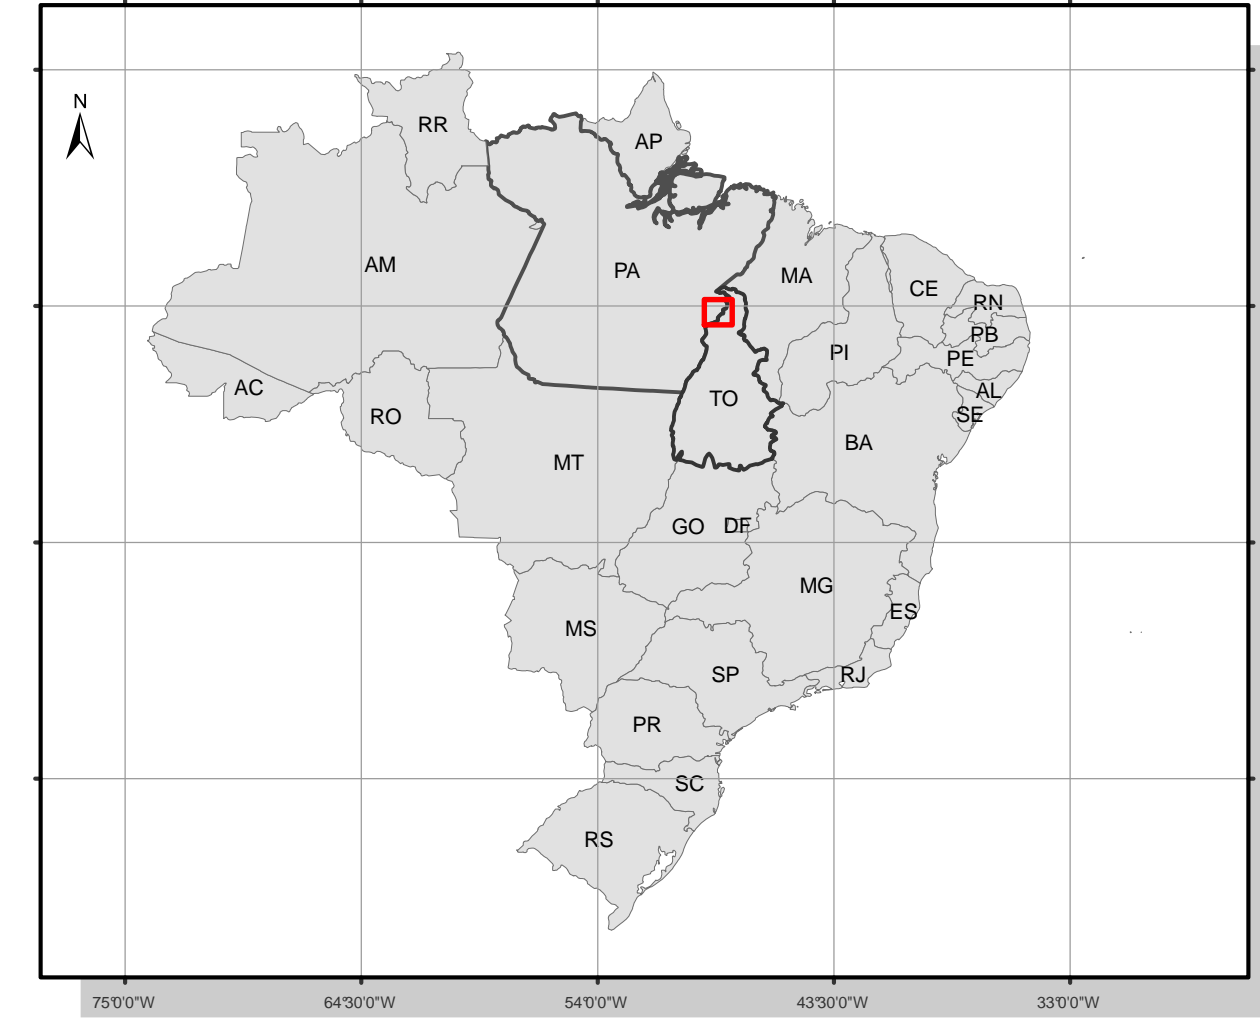 N
RR
AP
AM
PA
MA
CE
RN
PB
PI
PE
AC
TO
AL
RO
SE
BA
MT
GO
DF
MG
ES
MS
SP
RJ
PR
SC
RS
75°0'0"W
64°30'0"W
54°0'0"W
43°30'0"W
33°0'0"W